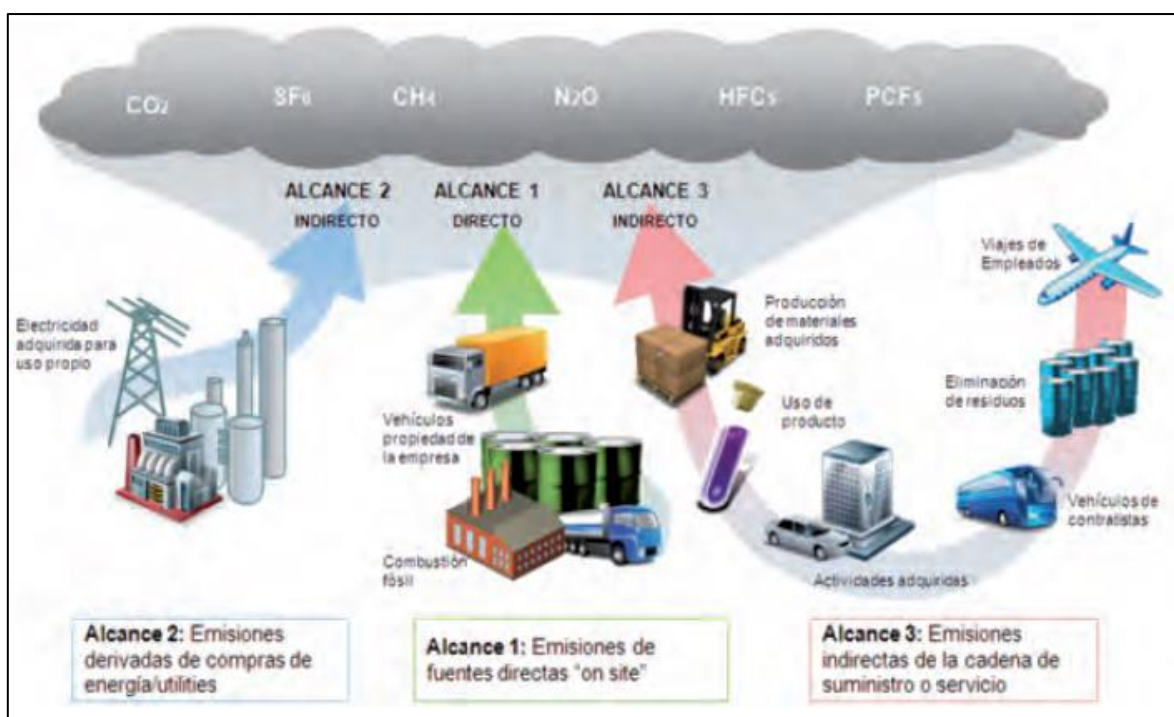 CO2
SF6
CH4
N2O
HFCs
PCFs
ALCANCE 2
INDIRECTO
ALCANCE 1
DIRECTO
ALCANCE 3
INDIRECTO
Electricidad
adquirida para
uso propio
Vehículos
propiedad de
la empresa
Combustión
fósil
Producción
de materiales
adquiridos
Uso de
producto
Actividades adquiridas
Viajes de
Empleados
Eliminación
de residuos
Vehículos de
contratistas
Alcance 2: Emisiones
derivadas de compras de
energía/utilities
Alcance 1: Emisiones de
fuentes directas “on site”
Alcance 3: Emisiones
indirectas de la cadena de
suministro o servicio